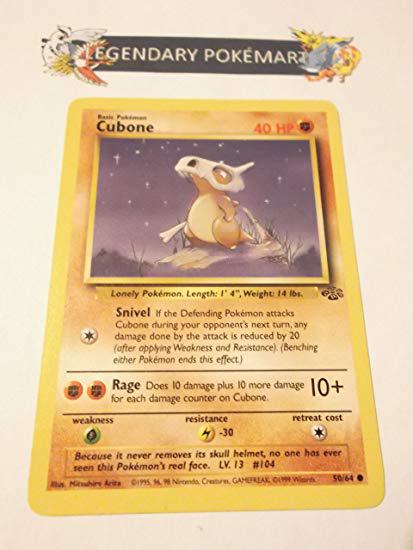 LEGENDARY POKÉMART
Basic Pokémon
Cubone
40 HP
Lonely Pokémon. Length: 1' 4", Weight: 14 lbs.
Snivel If the Defending Pokémon attacks
Cubone during your opponent's next turn, any
damage done by the attack is reduced by 20
(after applying Weakness and Resistance). (Benching
either Pokémon ends this effect.)
Rage Does 10 damage plus 10 more damage
for each damage counter on Cubone.
10+
weakness resistance retreat cost
-30
Because it never removes its skull helmet, no one has ever
seen this Pokémon's real face. LV. 13 #104
Illus. Mitsuhiro Arita ©1995, 96, 98 Nintendo, Creatures, GAMEFREAK. ©1999 Wizards. 50/64